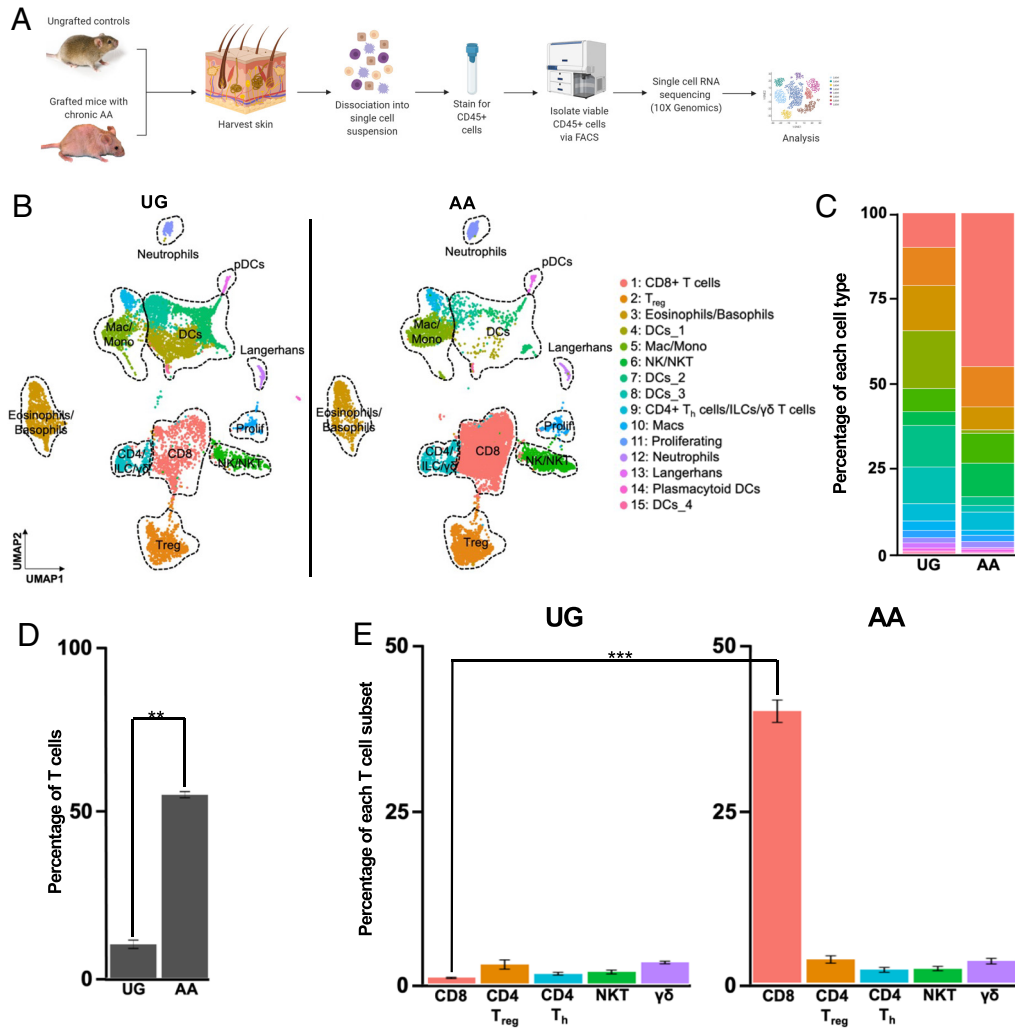 A
Ungrafted controls
Grafted mice with
chronic AA
Harvest skin
Dissociation into
single cell
suspension
Stain for
CD45+
cells
Isolate viable
CD45+ cells
via FACS
Single cell RNA
sequencing
(10X Genomics)
Analysis
B
UG
Neutrophils
pDCs
Mac/
Mono
DCs
Langerhans
Eosinophils/
Basophils
Prolif
CD4/
ILC/γδ
CD8
NK/NKT
Treg
UMAP2
UMAP1
AA
Neutrophils
pDCs
Mac/
Mono
DCs
Langerhans
Eosinophils/
Basophils
Prolif
CD4/
ILC/γδ
CD8
NK/NKT
Treg
1: CD8+ T cells
2: Treg
3: Eosinophils/Basophils
4: DCs_1
5: Mac/Mono
6: NK/NKT
7: DCs_2
8: DCs_3
9: CD4+ Th cells/ILCs/γδ T cells
10: Macs
11: Proliferating
12: Neutrophils
13: Langerhans
14: Plasmacytoid DCs
15: DCs_4
C
Percentage of each cell type
100
75
50
25
0
UG AA
D
Percentage of T cells
100
50
0
**
UG AA
E
UG
AA
Percentage of each T cell subset
50
25
0
***
CD8 CD4 CD4 NKT γδ
Treg Th
50
25
0
CD8 CD4 CD4 NKT γδ
Treg Th